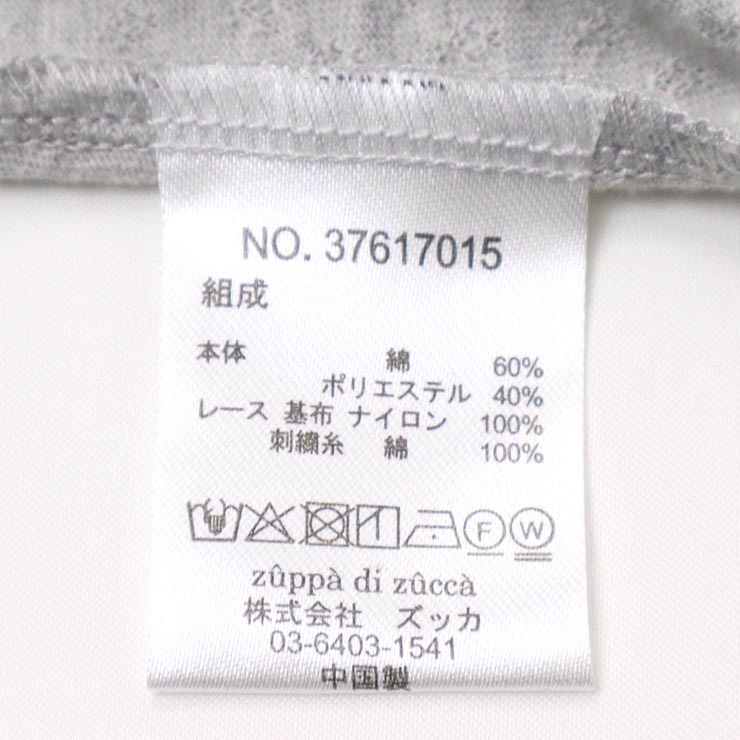 NO. 37617015
組成
本体 綿 60%
ポリエステル 40%
レース 基布 ナイロン 100%
刺繍糸 綿 100%
F W
zûppà di zûccà
株式会社 ズッカ
03-6403-1541
中国製